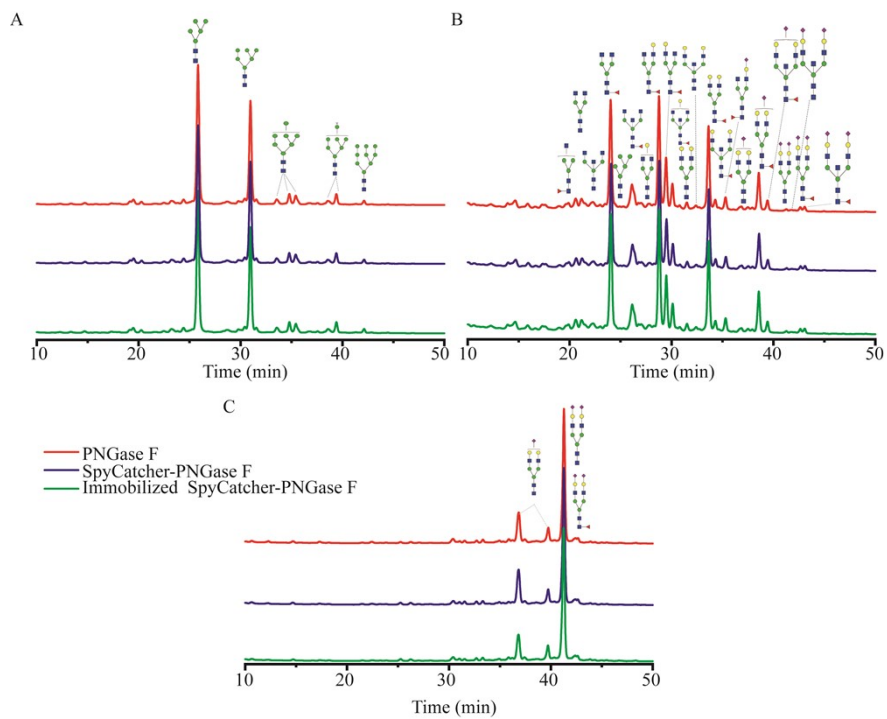 A
B
10 20 30 40 50
Time (min)
10 20 30 40 50
Time (min)
C
PNGase F
SpyCatcher-PNGase F
Immobilized SpyCatcher-PNGase F
10 20 30 40 50
Time (min)